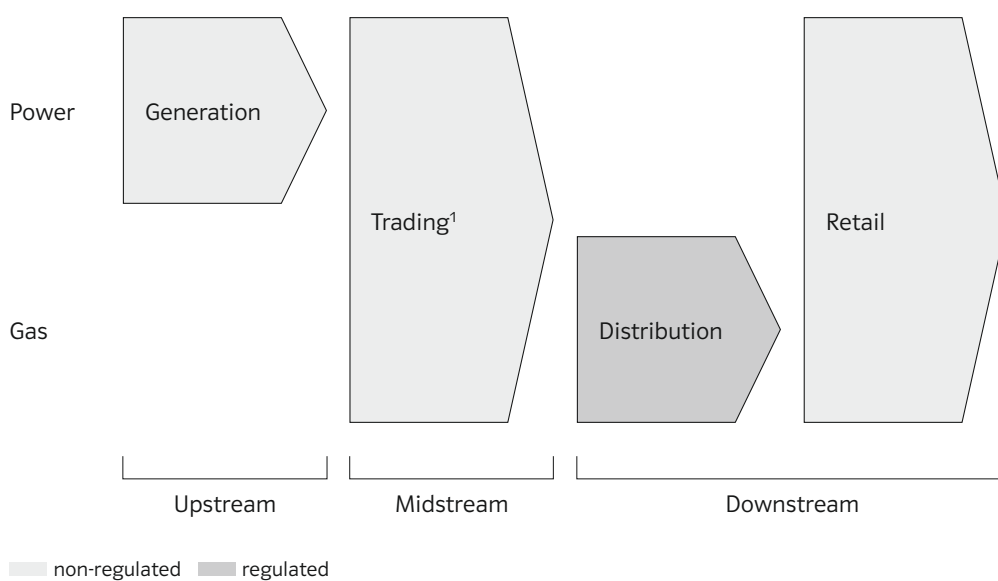 Power
Generation
Trading¹
Retail
Gas
Distribution
Upstream
Midstream
Downstream
non-regulated
regulated